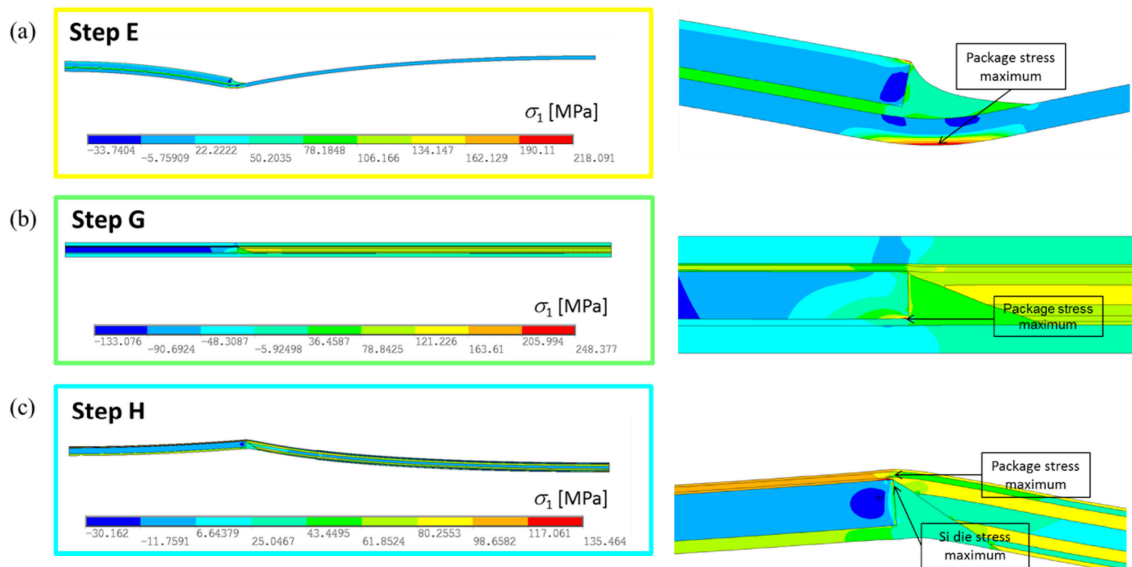 (a)
Step E
σ1 [MPa]
−33.7404
−5.75909
22.2222
50.2035
78.1848
106.166
134.147
162.129
190.11
218.091
Package stress
maximum
(b)
Step G
σ1 [MPa]
−133.076
−90.6924
−48.3087
−5.92498
36.4587
78.8425
121.226
163.61
205.994
248.377
Package stress
maximum
(c)
Step H
σ1 [MPa]
−30.162
−11.7591
6.64379
25.0467
43.4495
61.8524
80.2553
98.6582
117.061
135.464
Package stress
maximum
Si die stress
maximum